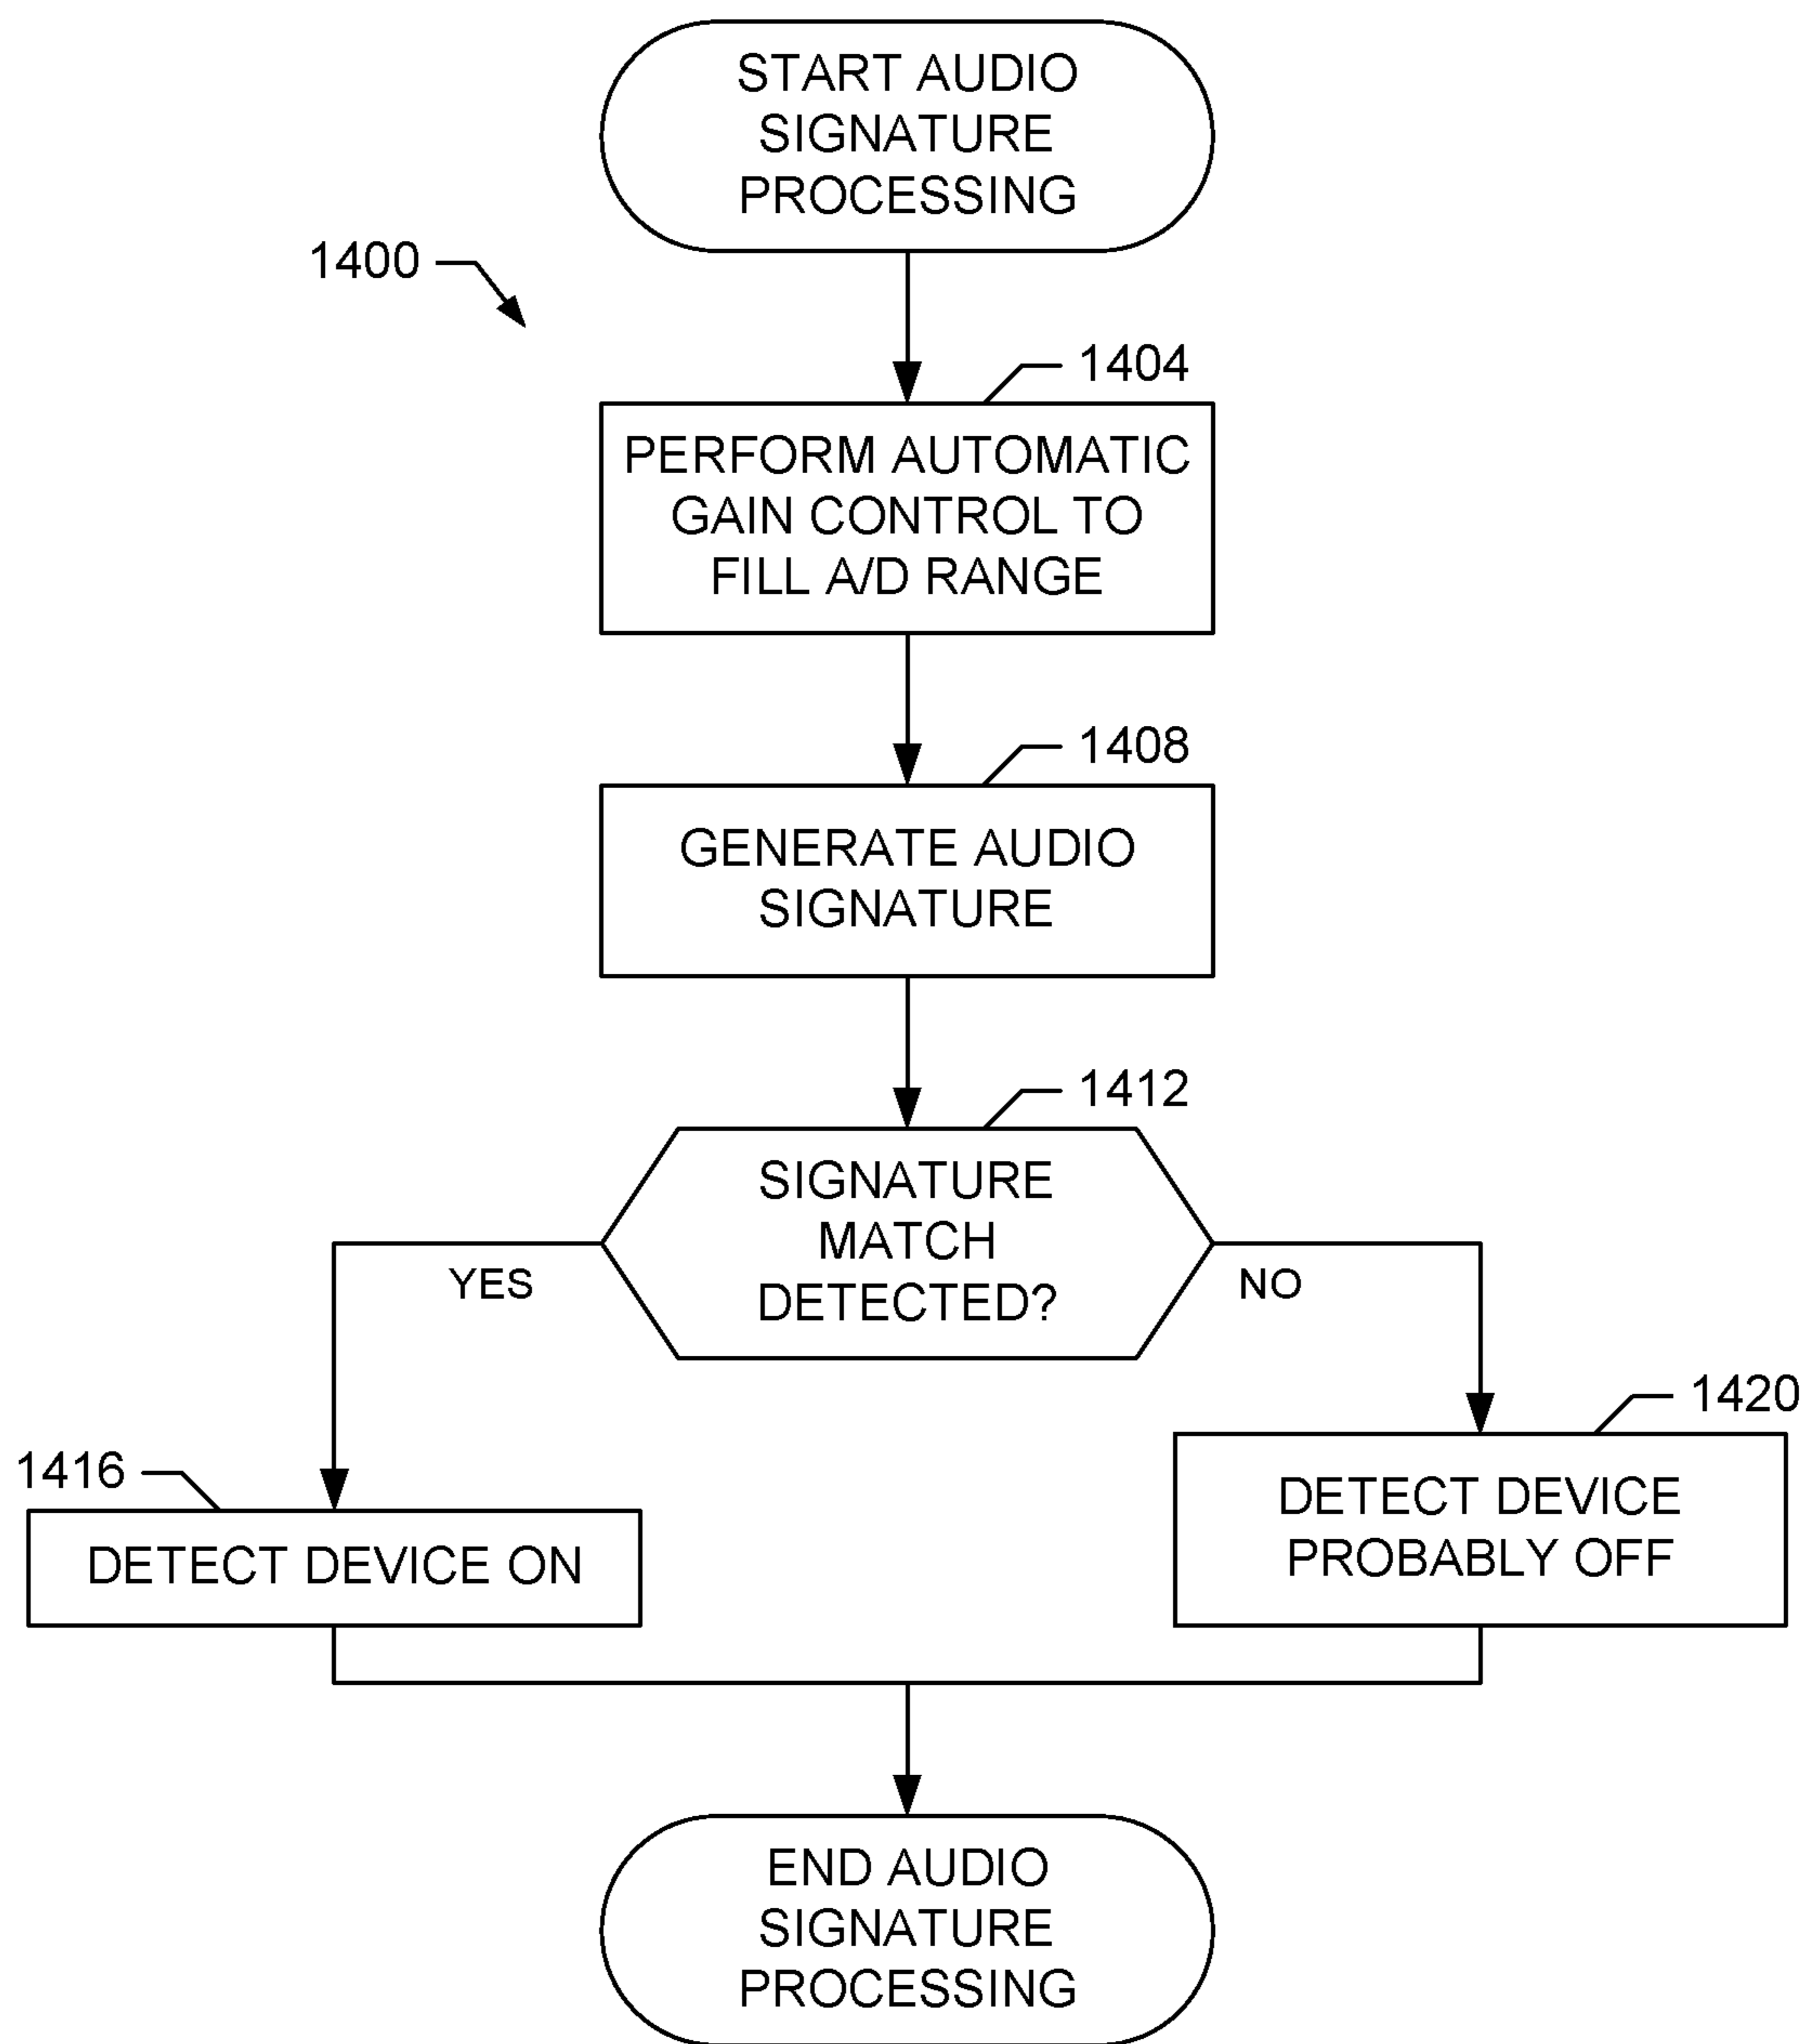 START AUDIO
SIGNATURE
PROCESSING
1400
1404
PERFORM AUTOMATIC
GAIN CONTROL TO
FILL A/D RANGE
1408
GENERATE AUDIO
SIGNATURE
1412
SIGNATURE
MATCH
DETECTED?
YES
NO
1416
DETECT DEVICE ON
1420
DETECT DEVICE
PROBABLY OFF
END AUDIO
SIGNATURE
PROCESSING